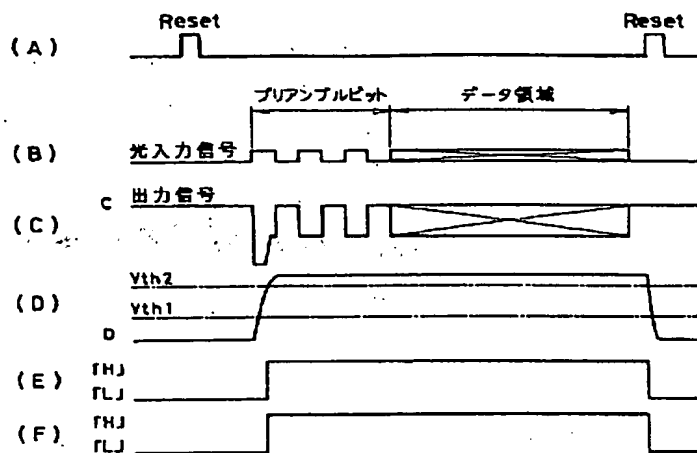 Reset Reset
(A)
プリアンブルビット データ領域
(B) 光入力信号
C 出力信号
(C)
Vth2
(D) Vth1
D
(E) 「H」
「L」
(F) 「H」
「L」